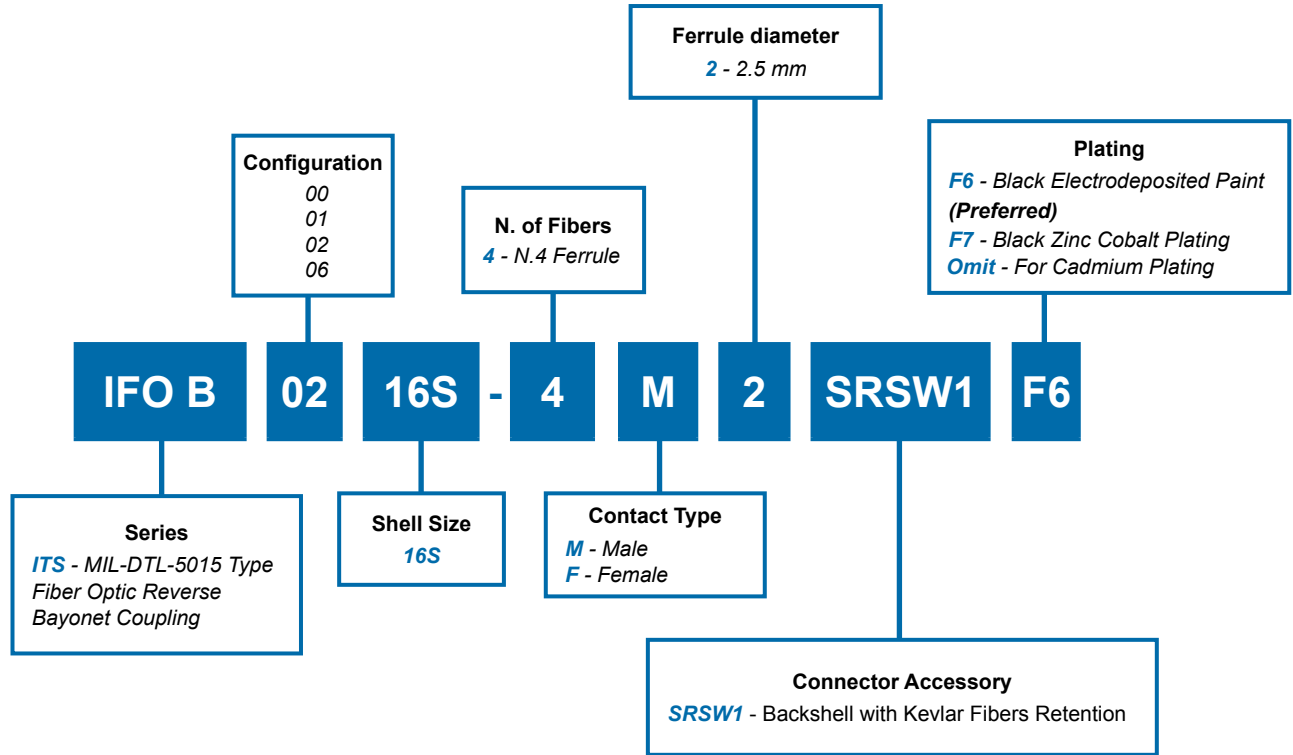 Ferrule diameter
2 - 2.5 mm
Configuration
00
01
02
06
N. of Fibers
4 - N.4 Ferrule
Plating
F6 - Black Electrodeposited Paint
(Preferred)
F7 - Black Zinc Cobalt Plating
Omit - For Cadmium Plating
IFO B 02 16S - 4 M 2 SRSW1 F6
Series
ITS - MIL-DTL-5015 Type
Fiber Optic Reverse
Bayonet Coupling
Shell Size
16S
Contact Type
M - Male
F - Female
Connector Accessory
SRSW1 - Backshell with Kevlar Fibers Retention